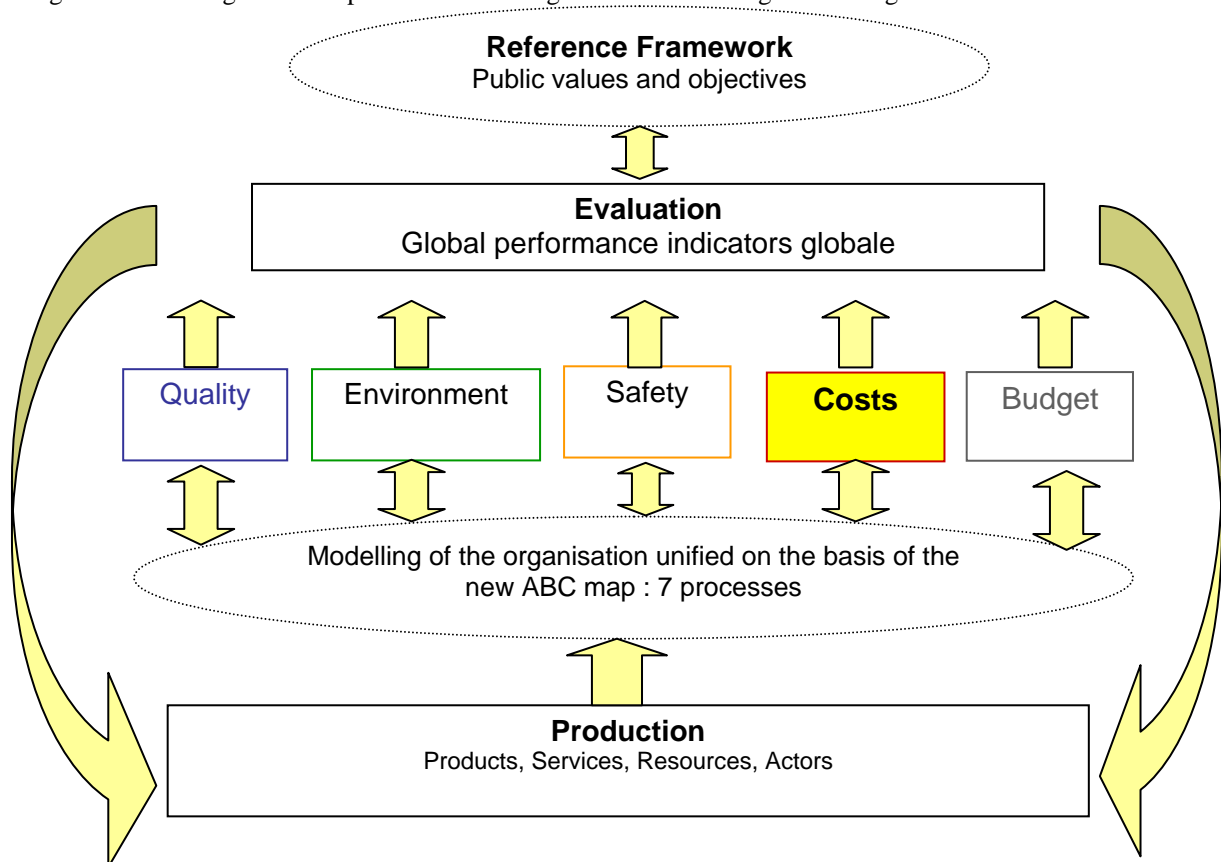 Reference Framework
Public values and objectives
Evaluation
Global performance indicators globale
Quality
Environment
Safety
Costs
Budget
Modelling of the organisation unified on the basis of the
new ABC map : 7 processes
Production
Products, Services, Resources, Actors